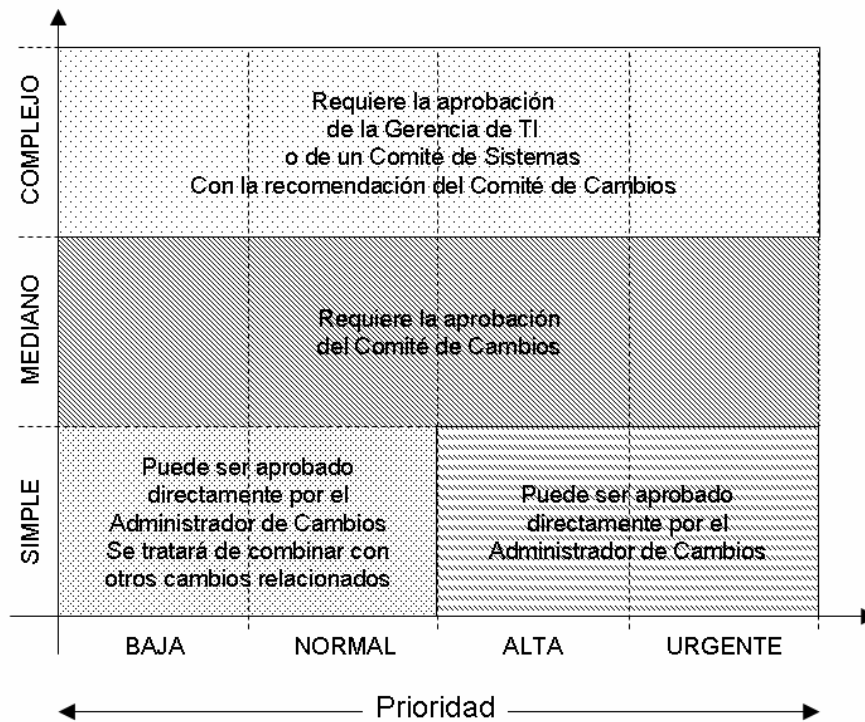 COMPLEJO
Requiere la aprobación
de la Gerencia de TI
o de un Comité de Sistemas
Con la recomendación del Comité de Cambios
MEDIANO
Requiere la aprobación
del Comité de Cambios
SIMPLE
Puede ser aprobado
directamente por el
Administrador de Cambios
Se tratará de combinar con
otros cambios relacionados
Puede ser aprobado
directamente por el
Administrador de Cambios
BAJA NORMAL ALTA URGENTE
Prioridad